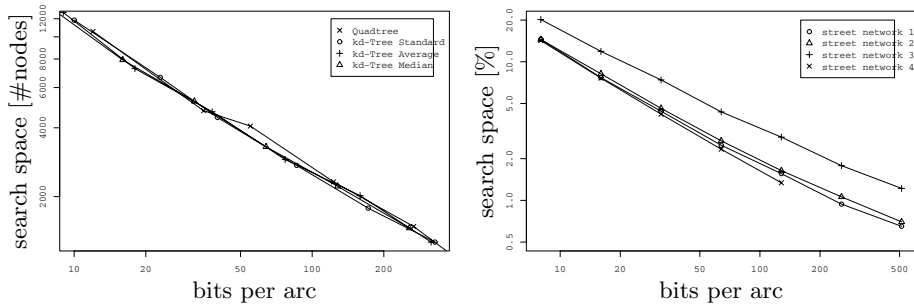 search space [#nodes]
12000
8000
6000
4000
2000
Quadtree
kd-Tree Standard
kd-Tree Average
kd-Tree Median
10
20
50
100
200
bits per arc
search space [%]
20.0
10.0
5.0
2.0
1.0
0.5
street network 1
street network 2
street network 3
street network 4
10
20
50
100
200
500
bits per arc